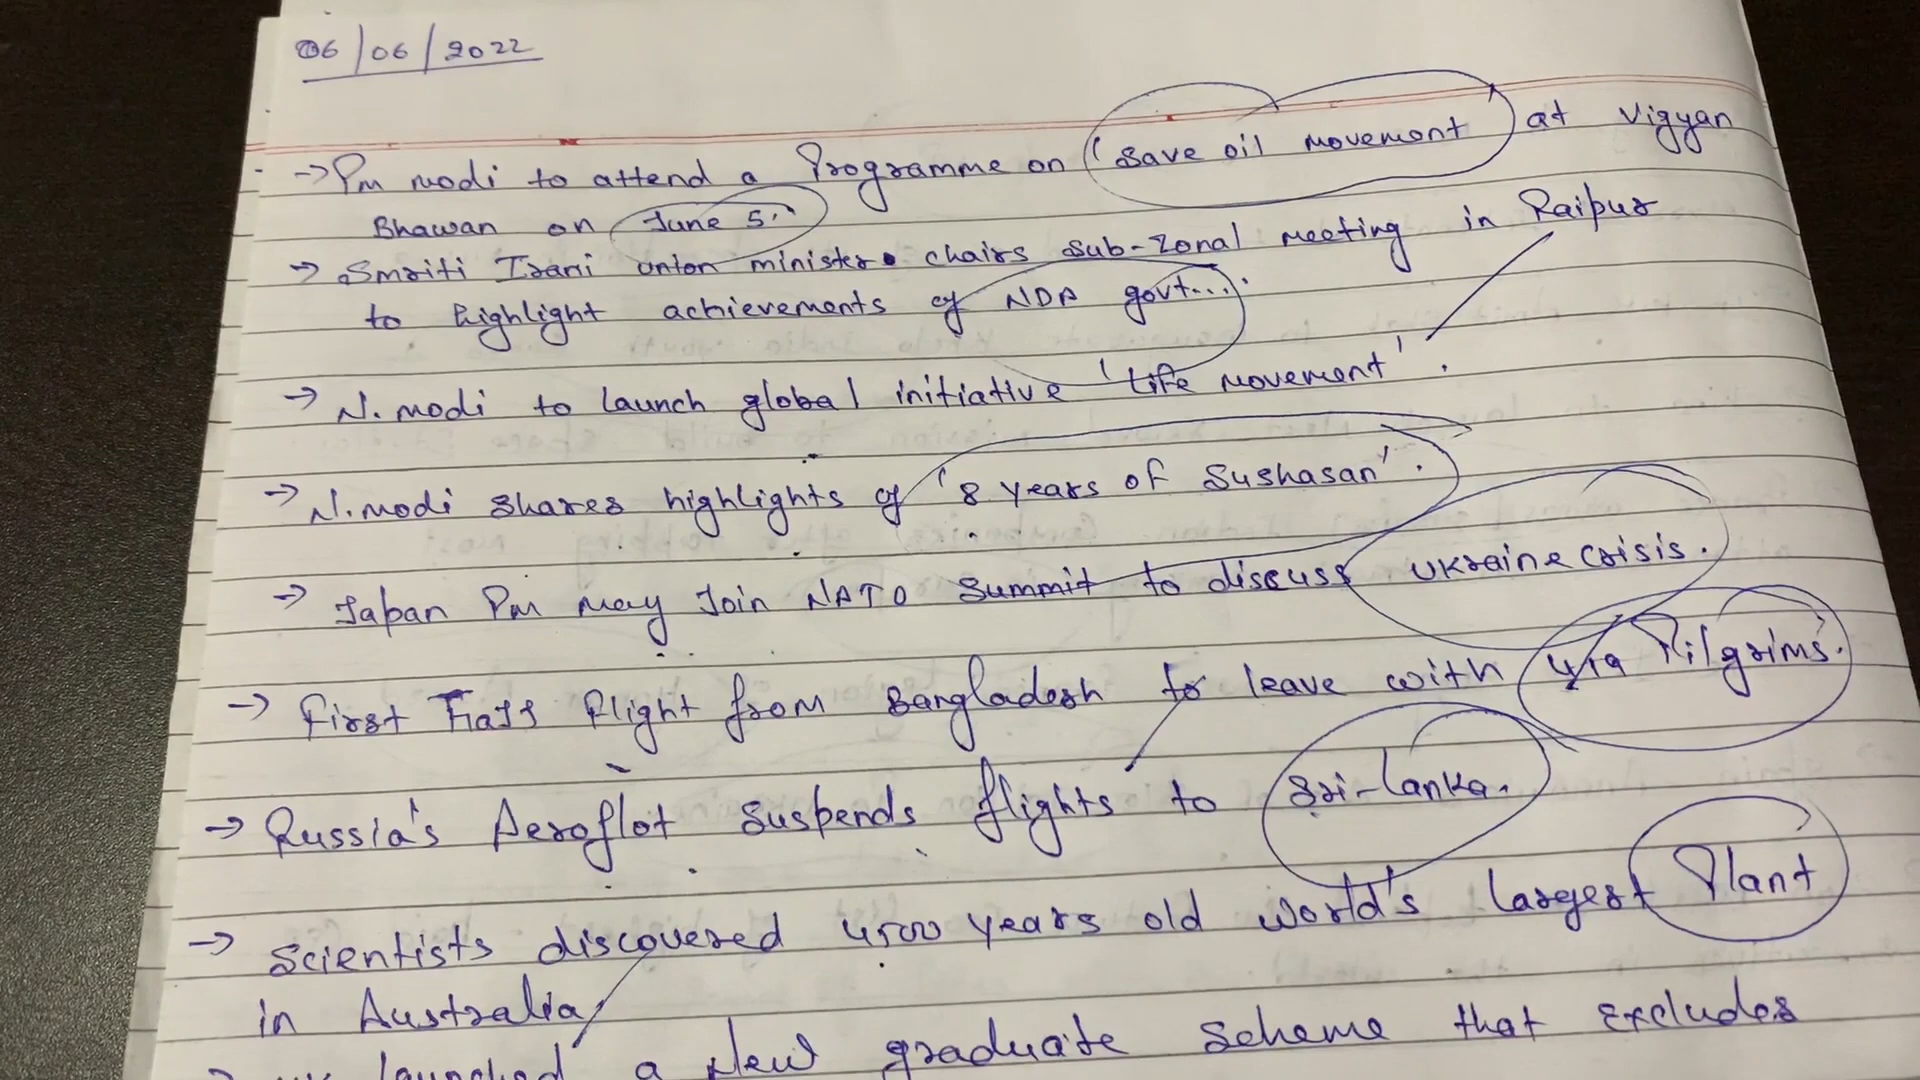 06/06/2022
→ Pm modi to attend a Programme on 'Save oil movement' at Vigyan
Bhawan on June 5.
→ Smriti Irani union minister chairs sub-zonal meeting in Raipur
to highlight achievements of NDA govt....
→ N.modi to launch global initiative 'Life movement'.
→ N.modi shares highlights of '8 years of Sushasan'.
→ Japan Pm may Join NATO Summit to discuss Ukraine crisis.
→ First Hajj flight from Bangladesh to leave with 419 Pilgrims.
→ Russia's Aeroflot suspends flights to Sri-Lanka.
→ Scientists discovered 4500 years old world's largest Plant
in Australia
→ UK launched a New graduate scheme that excludes